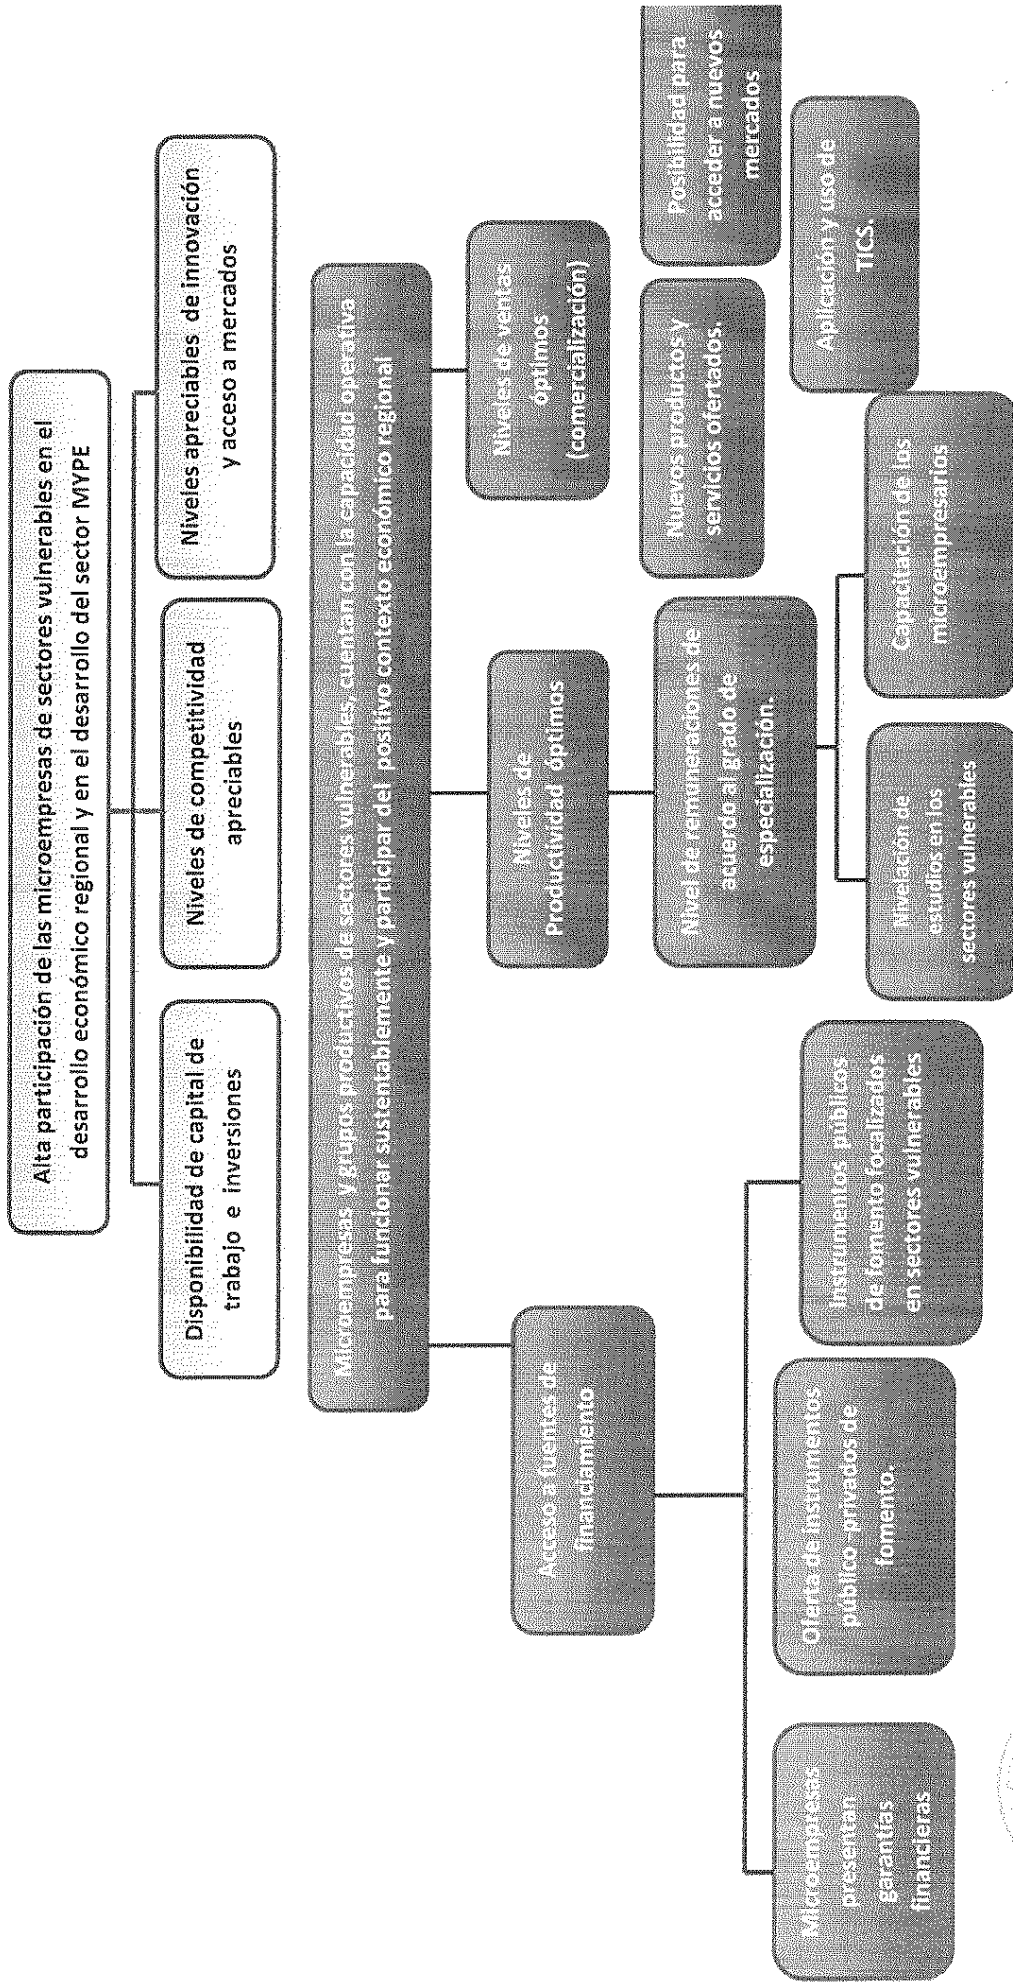 Alta participación de las microempresas de sectores vulnerables en el
desarrollo económico regional y en el desarrollo del sector MYPE
Disponibilidad de capital de
trabajo e inversiones
Niveles de competitividad
apreciables
Niveles apreciables de innovación
y acceso a mercados
Microempresas y grupos productivos de sectores vulnerables, cuentan con la capacidad operativa
para funcionar sustentablemente y participar del positivo contexto económico regional
Acceso a fuentes de
financiamiento
Niveles de
Productividad óptimos
Niveles de ventas
óptimos
(comercialización)
Microempresas
presentan
garantías
financieras
Oferta de instrumentos
público privados de
fomento.
Instrumentos públicos
de fomento focalizados
en sectores vulnerables
Nivel de remuneraciones de
acuerdo al grado de
especialización.
Nivelación de
estudios en los
sectores vulnerables
Capacitación de los
microempresarios
Nuevos productos y
servicios ofertados.
Posibilidad para
acceder a nuevos
mercados
Aplicación y uso de
TICS.